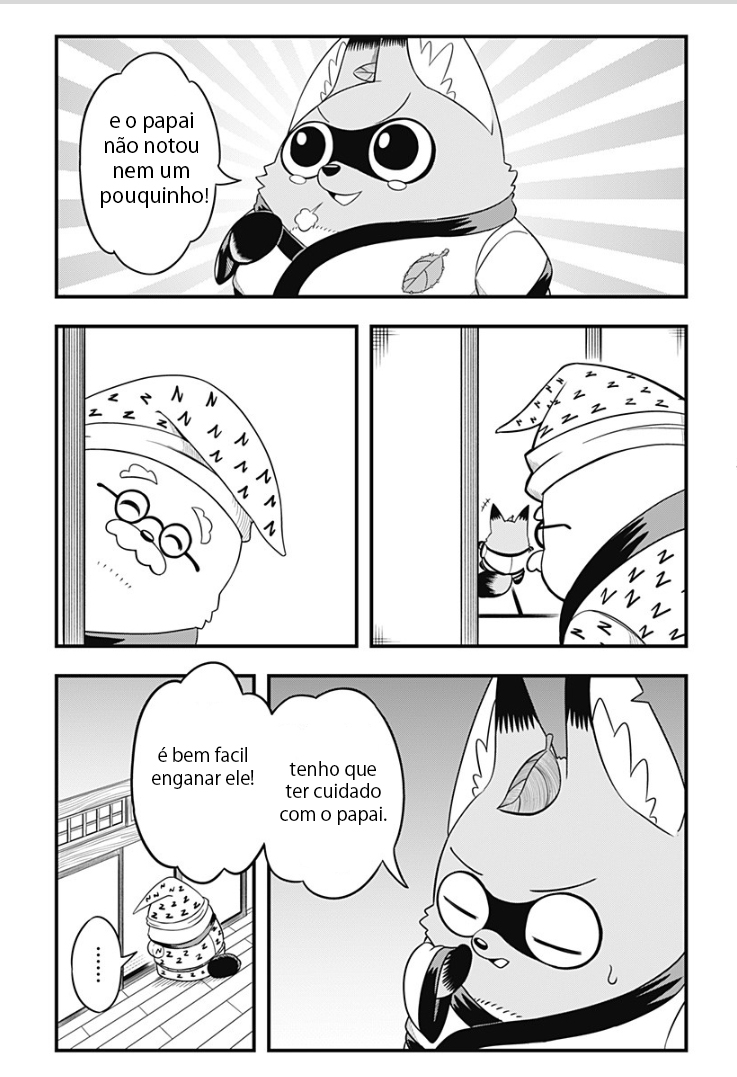 e o papai
não notou
nem um
pouquinho!
tenho que
ter cuidado
com o papai.
é bem facil
enganar ele!
......